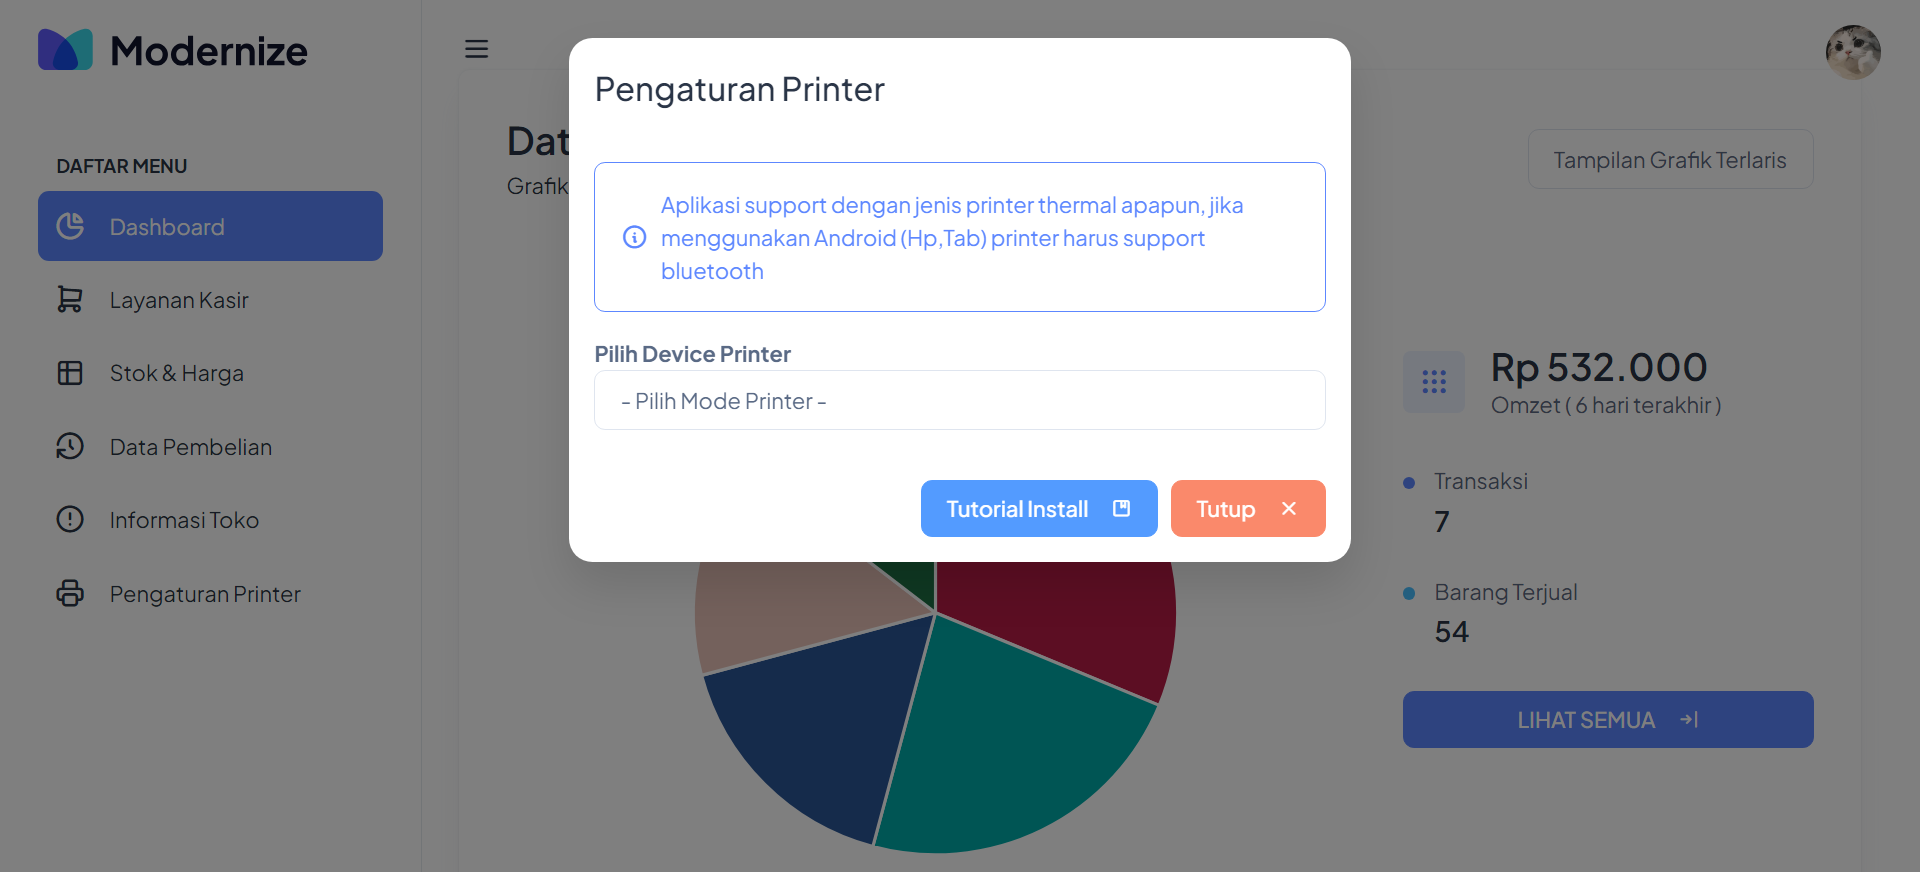 Modernize
DAFTAR MENU
Dashboard
Layanan Kasir
Stok & Harga
Data Pembelian
Informasi Toko
Pengaturan Printer
Dat
Grafik
Tampilan Grafik Terlaris
Pengaturan Printer
Aplikasi support dengan jenis printer thermal apapun, jika
menggunakan Android (Hp,Tab) printer harus support
bluetooth
Pilih Device Printer
- Pilih Mode Printer -
Tutorial Install
Tutup
Rp 532.000
Omzet ( 6 hari terakhir )
Transaksi
7
Barang Terjual
54
LIHAT SEMUA